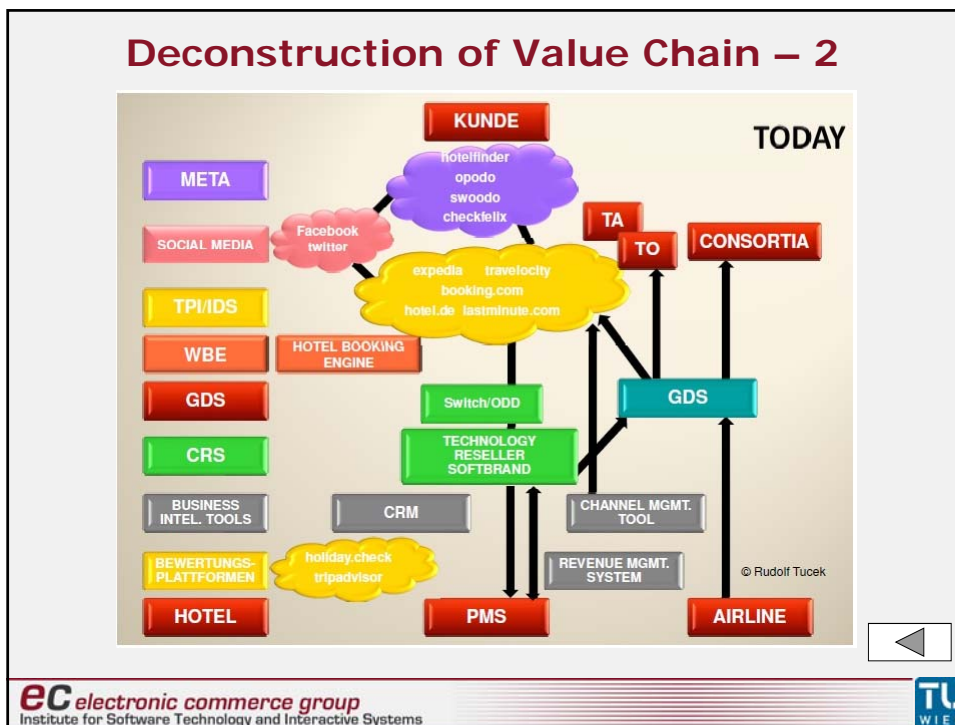 Deconstruction of Value Chain – 2
KUNDE
TODAY
META
hotelfinder
opodo
swoodo
checkfelix
SOCIAL MEDIA
Facebook
twitter
TA
TO
CONSORTIA
TPI/IDS
expedia travelocity
booking.com
hotel.de lastminute.com
WBE
HOTEL BOOKING
ENGINE
GDS
Switch/ODD
GDS
CRS
TECHNOLOGY
RESELLER
SOFTBRAND
BUSINESS
INTEL. TOOLS
CRM
CHANNEL MGMT.
TOOL
BEWERTUNGS-
PLATTFORMEN
holiday.check
tripadvisor
REVENUE MGMT.
SYSTEM
© Rudolf Tucek
HOTEL
PMS
AIRLINE
ec electronic commerce group
Institute for Software Technology and Interactive Systems
TU
WIE